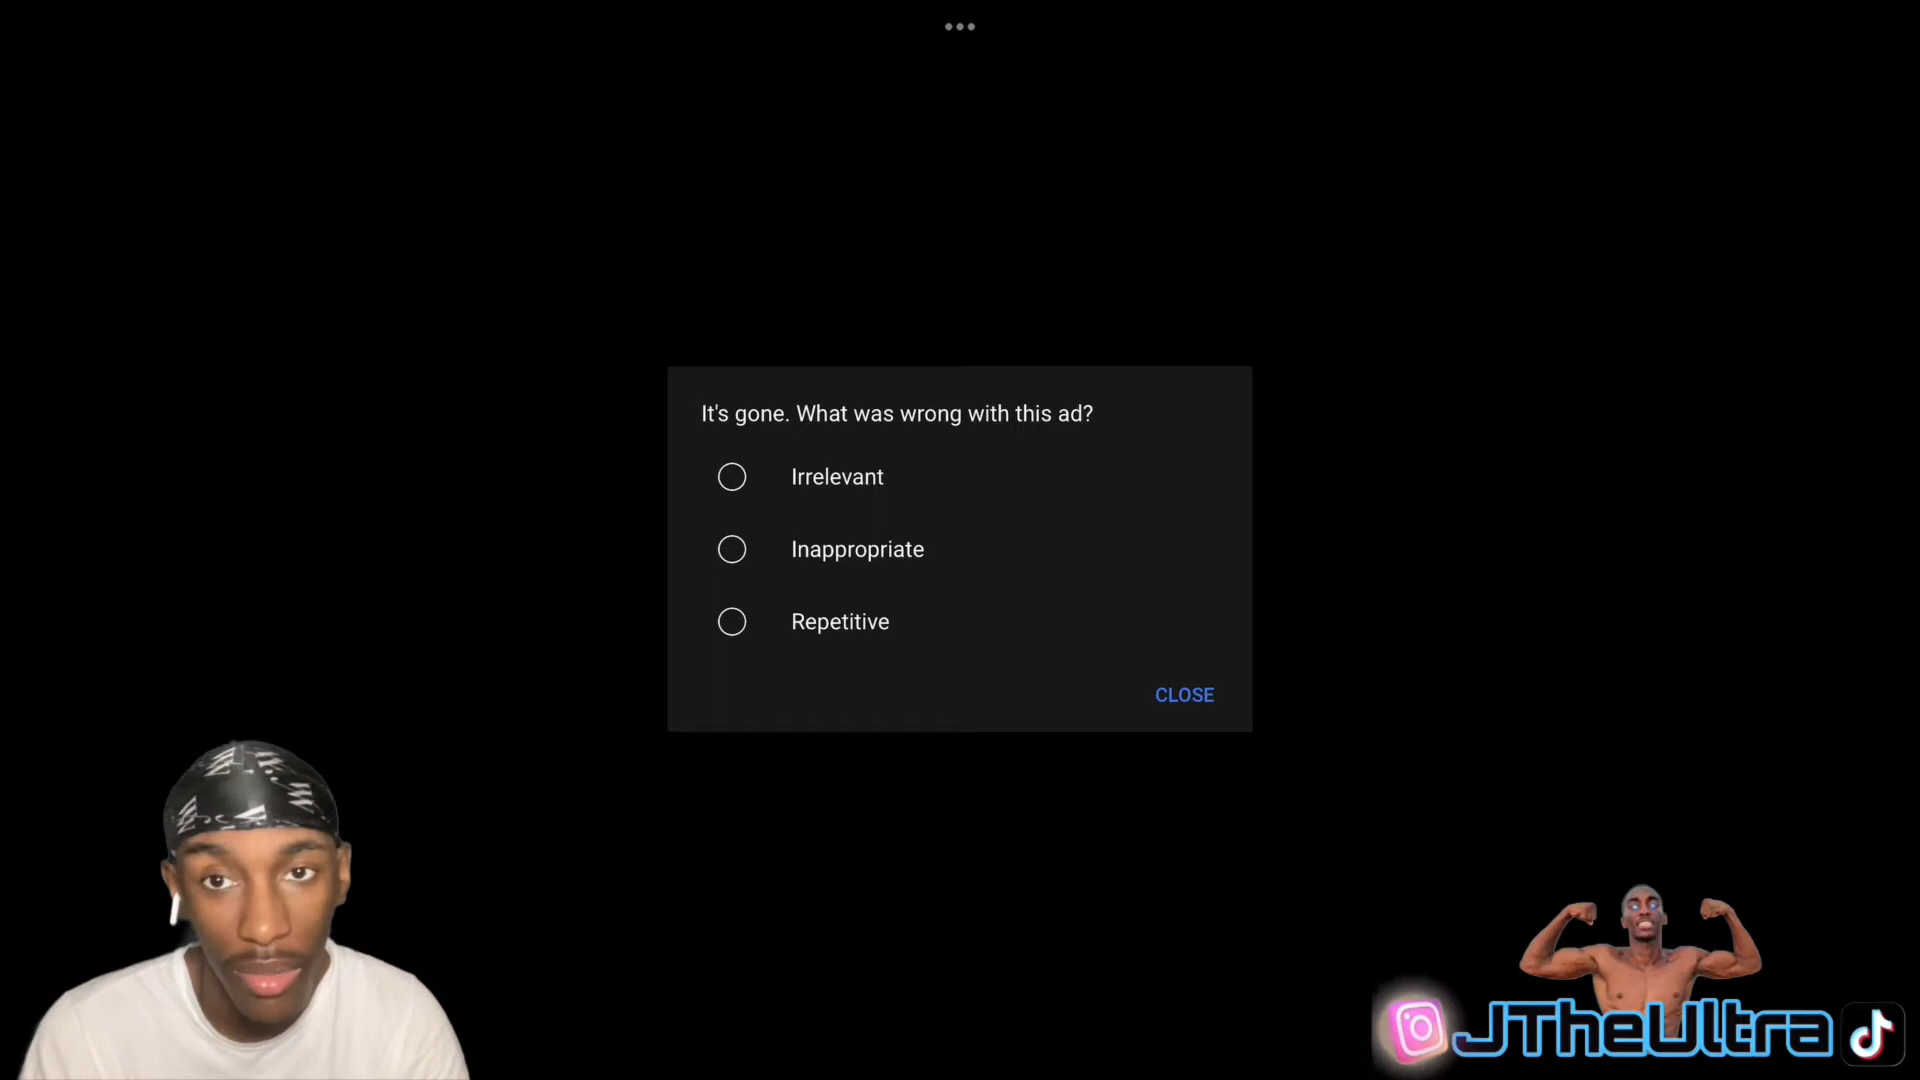 It's gone. What was wrong with this ad?
Irrelevant
Inappropriate
Repetitive
CLOSE
JTheUltra